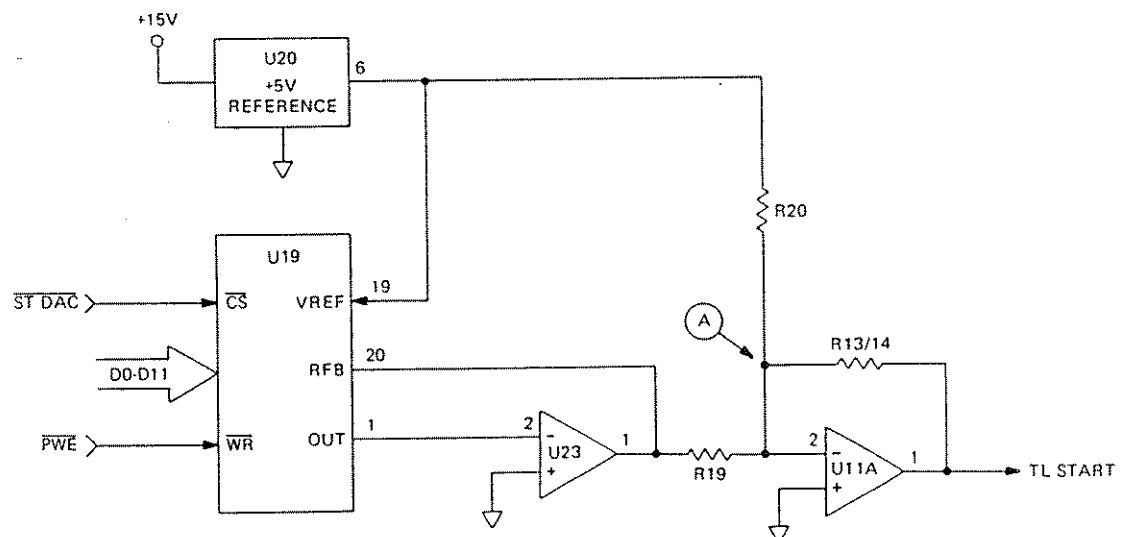 +15V
U20
+5V
REFERENCE
6
R20
U19
ST DAC
CS
VREF
19
A
R13/14
D0-D11
RFB
20
PWE
WR
OUT
1
2
-
U23
+
1
R19
2
-
U11A
+
1
TL START